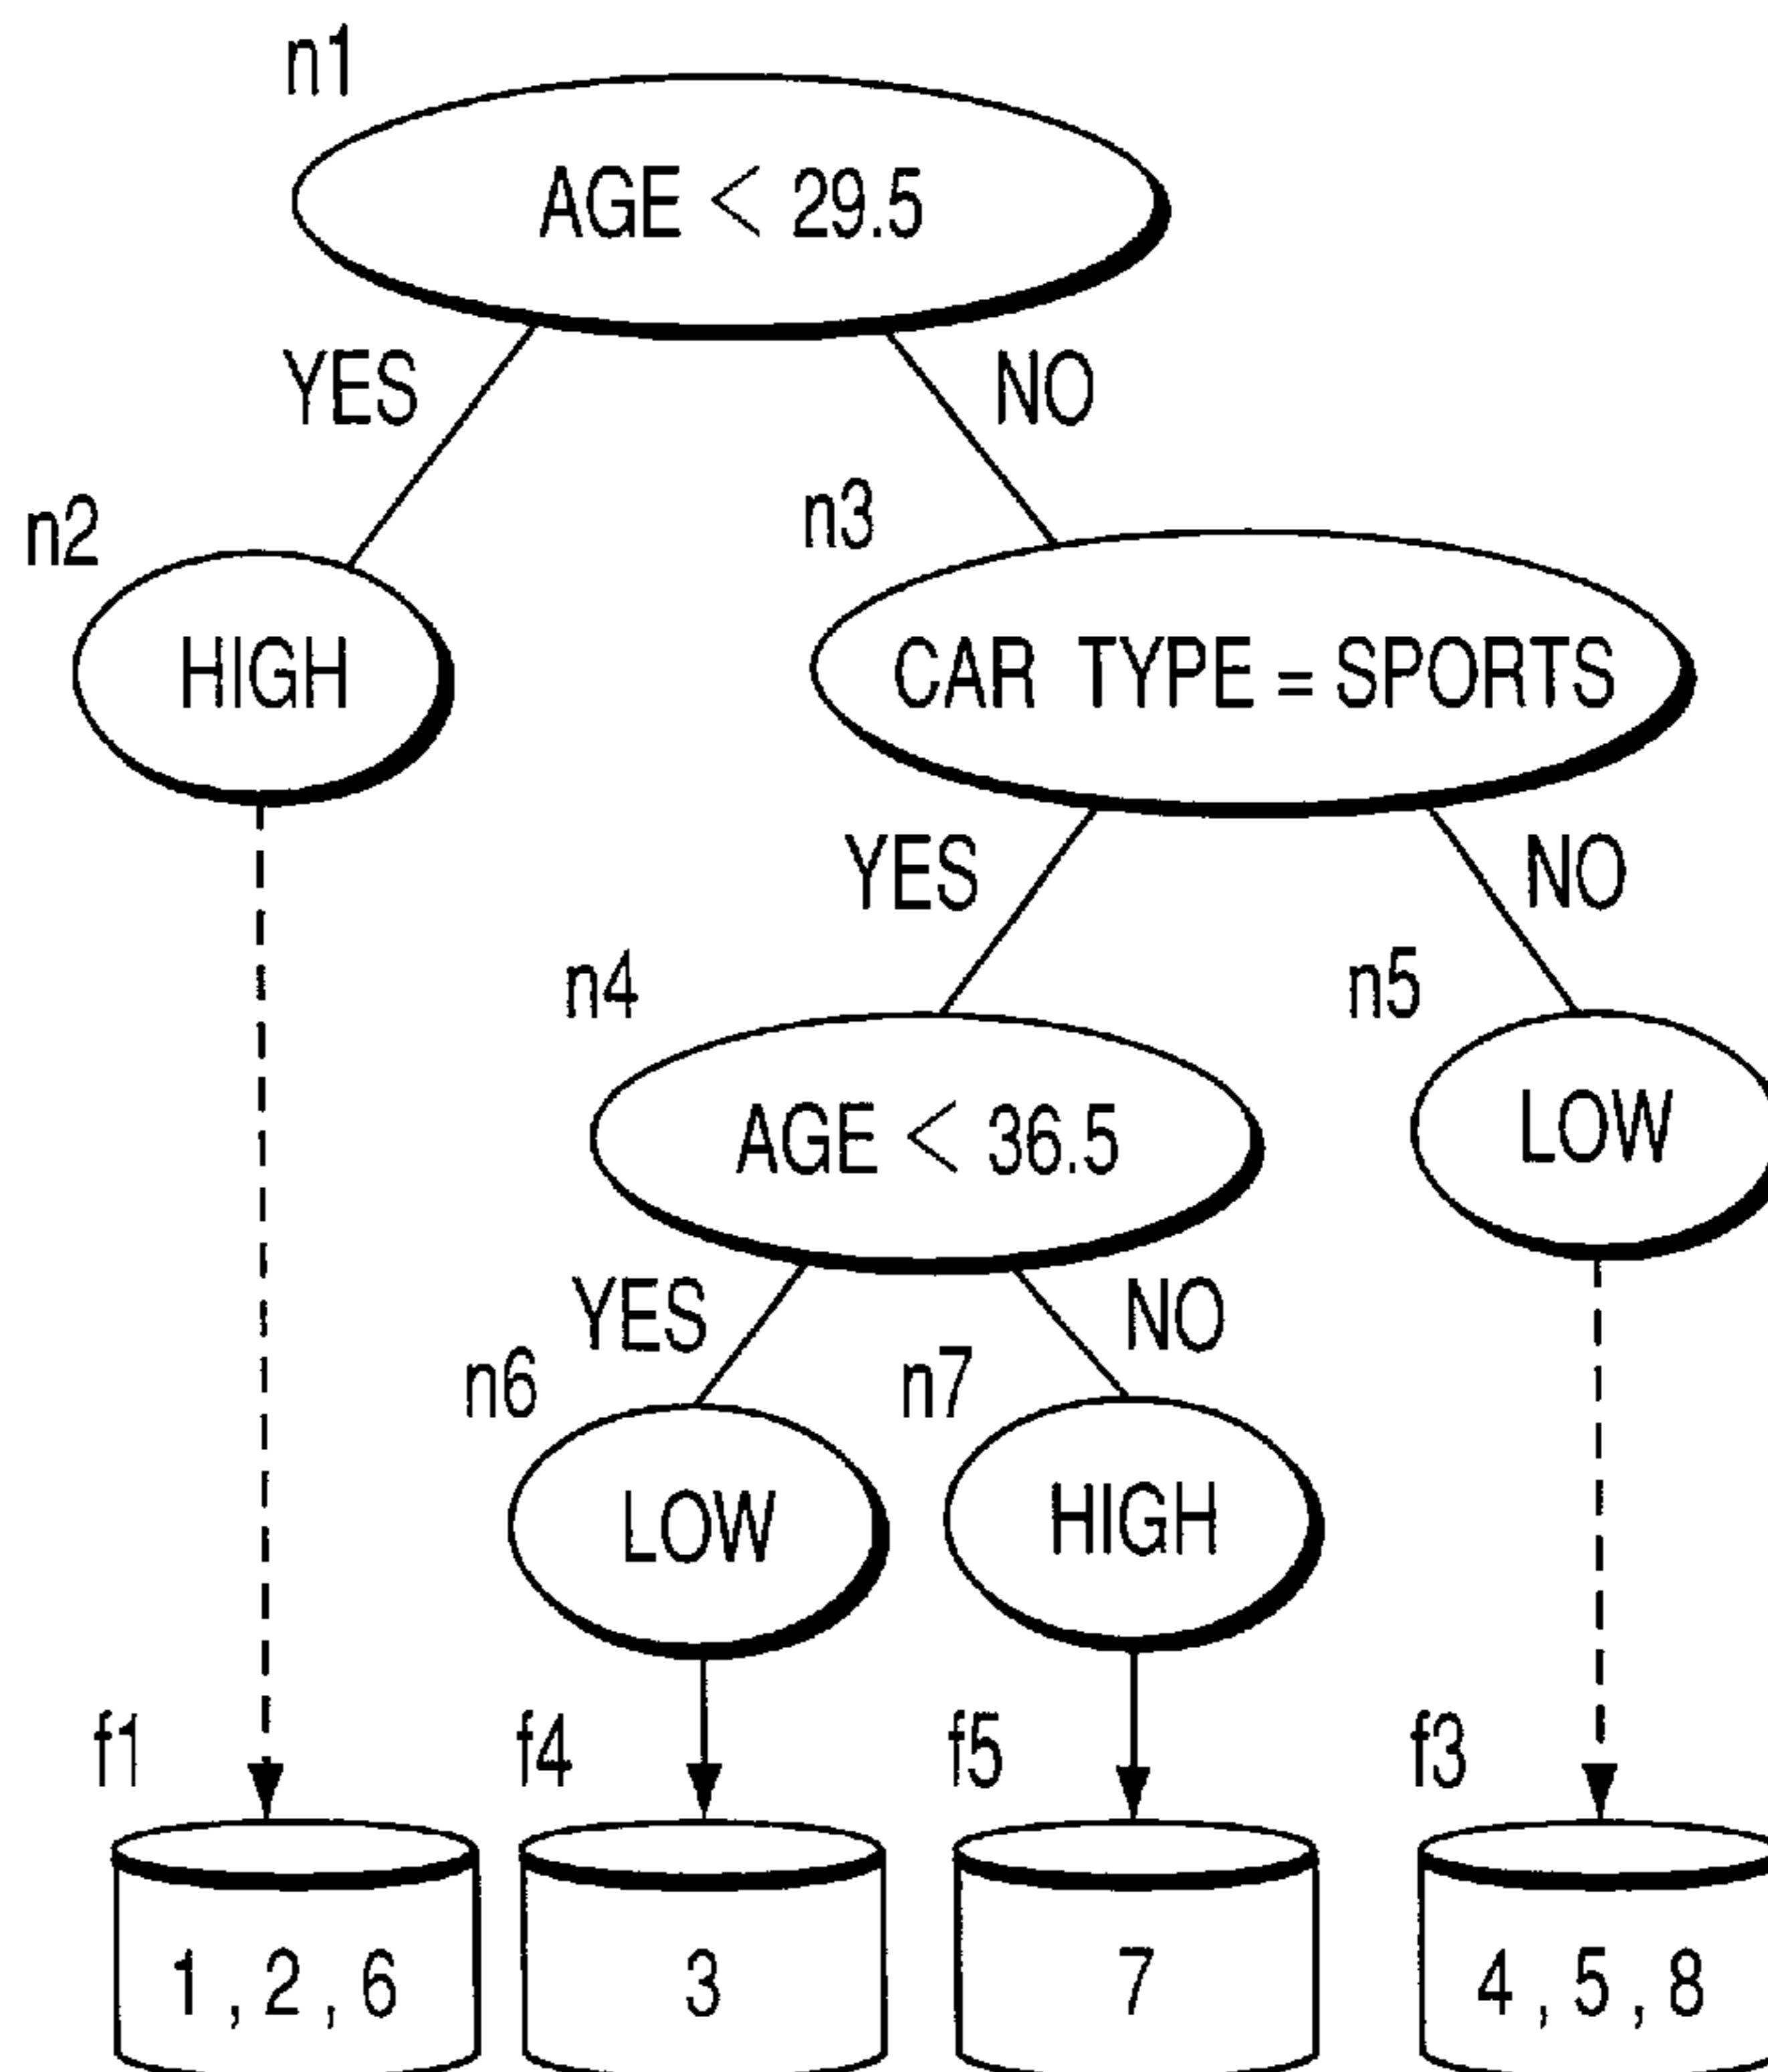 n1
AGE < 29.5
YES
NO
n2
n3
HIGH
CAR TYPE = SPORTS
YES
NO
n4
n5
AGE < 36.5
LOW
YES
NO
n6
n7
LOW
HIGH
f1
f4
f5
f3
1 , 2 , 6
3
7
4 , 5 , 8